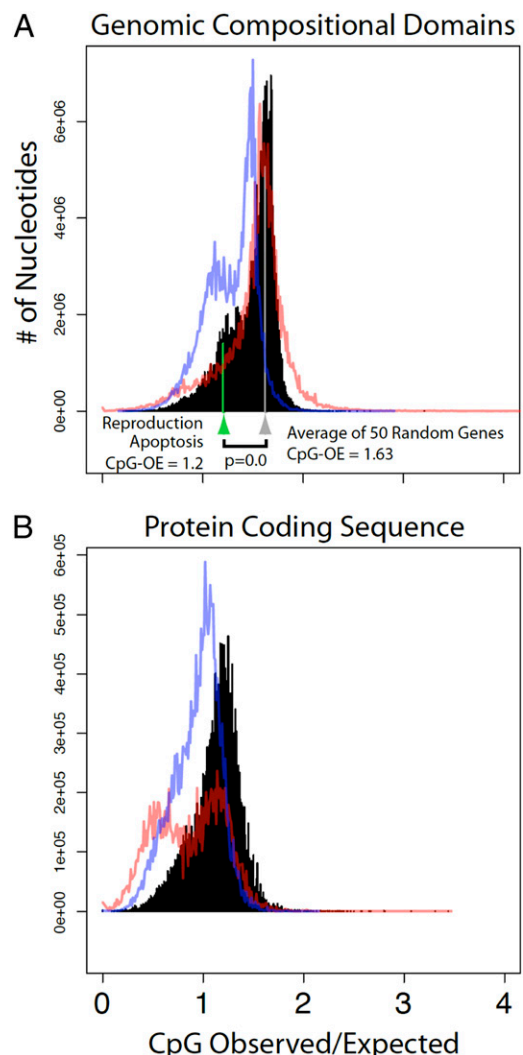 A Genomic Compositional Domains
# of Nucleotides
6e+06
4e+06
2e+06
0e+00
Reproduction
Apoptosis
CpG-OE = 1.2
p=0.0
Average of 50 Random Genes
CpG-OE = 1.63
B Protein Coding Sequence
6e+05
5e+05
4e+05
3e+05
2e+05
1e+05
0e+00
0 1 2 3 4
CpG Observed/Expected